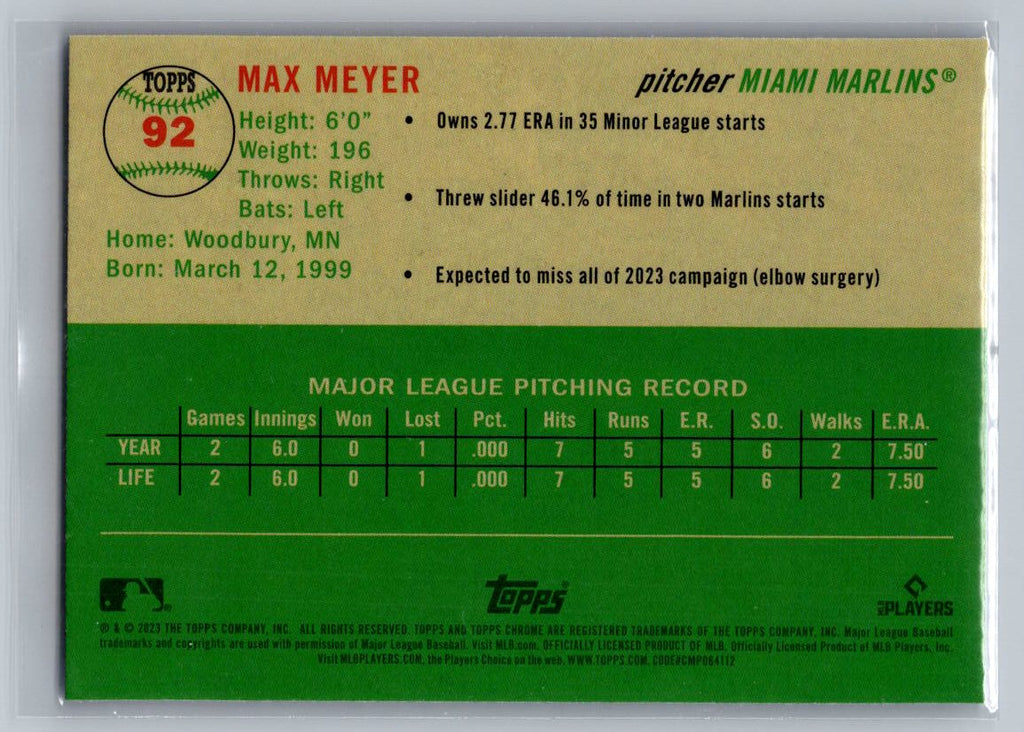 TOPPS
92
MAX MEYER
pitcher MIAMI MARLINS®
Height: 6'0"
Weight: 196
Throws: Right
Bats: Left
Home: Woodbury, MN
Born: March 12, 1999
• Owns 2.77 ERA in 35 Minor League starts
• Threw slider 46.1% of time in two Marlins starts
• Expected to miss all of 2023 campaign (elbow surgery)
MAJOR LEAGUE PITCHING RECORD
Games Innings Won Lost Pct. Hits Runs E.R. S.O. Walks E.R.A.
YEAR 2 6.0 0 1 .000 7 5 5 6 2 7.50
LIFE 2 6.0 0 1 .000 7 5 5 6 2 7.50
topps®
MLB PLAYERS
® & © 2023 THE TOPPS COMPANY, INC. ALL RIGHTS RESERVED. TOPPS AND TOPPS CHROME ARE REGISTERED TRADEMARKS OF THE TOPPS COMPANY, INC. Major League Baseball
trademarks and copyrights are used with permission of Major League Baseball. Visit MLB.com. OFFICIALLY LICENSED PRODUCT OF MLB. Officially Licensed Product of MLB Players, Inc.
Visit MLBPLAYERS.COM, the Players Choice on the web. WWW.TOPPS.COM. CODE#CMP084112